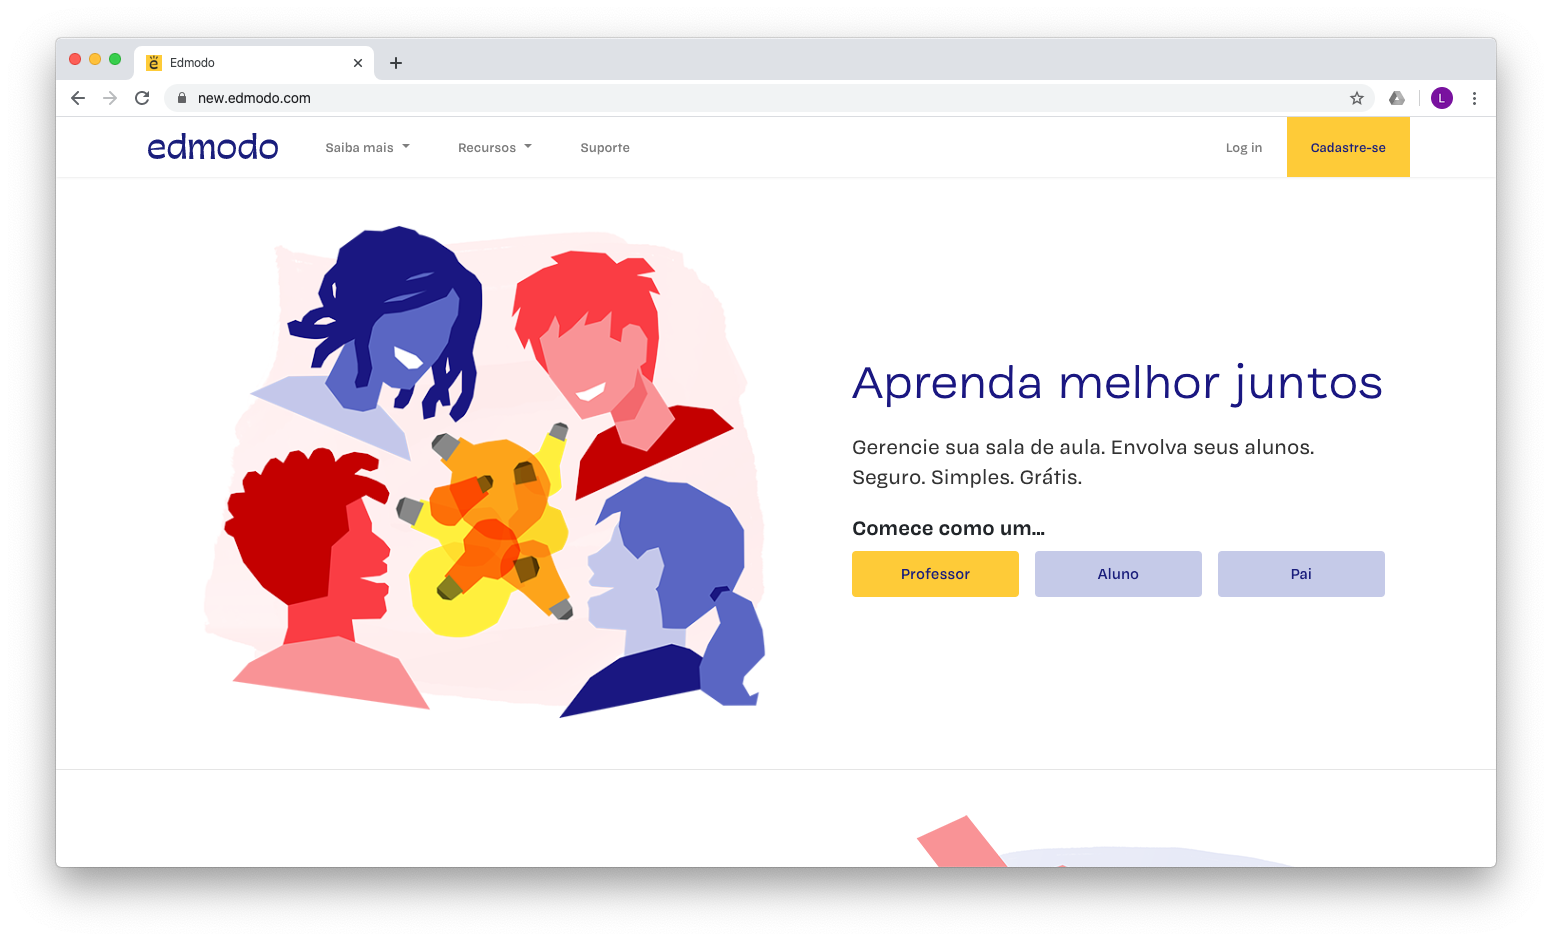 Edmodo
new.edmodo.com
L
edmodo
Saiba mais
Recursos
Suporte
Log in
Cadastre-se
Aprenda melhor juntos
Gerencie sua sala de aula. Envolva seus alunos.
Seguro. Simples. Grátis.
Comece como um...
Professor
Aluno
Pai